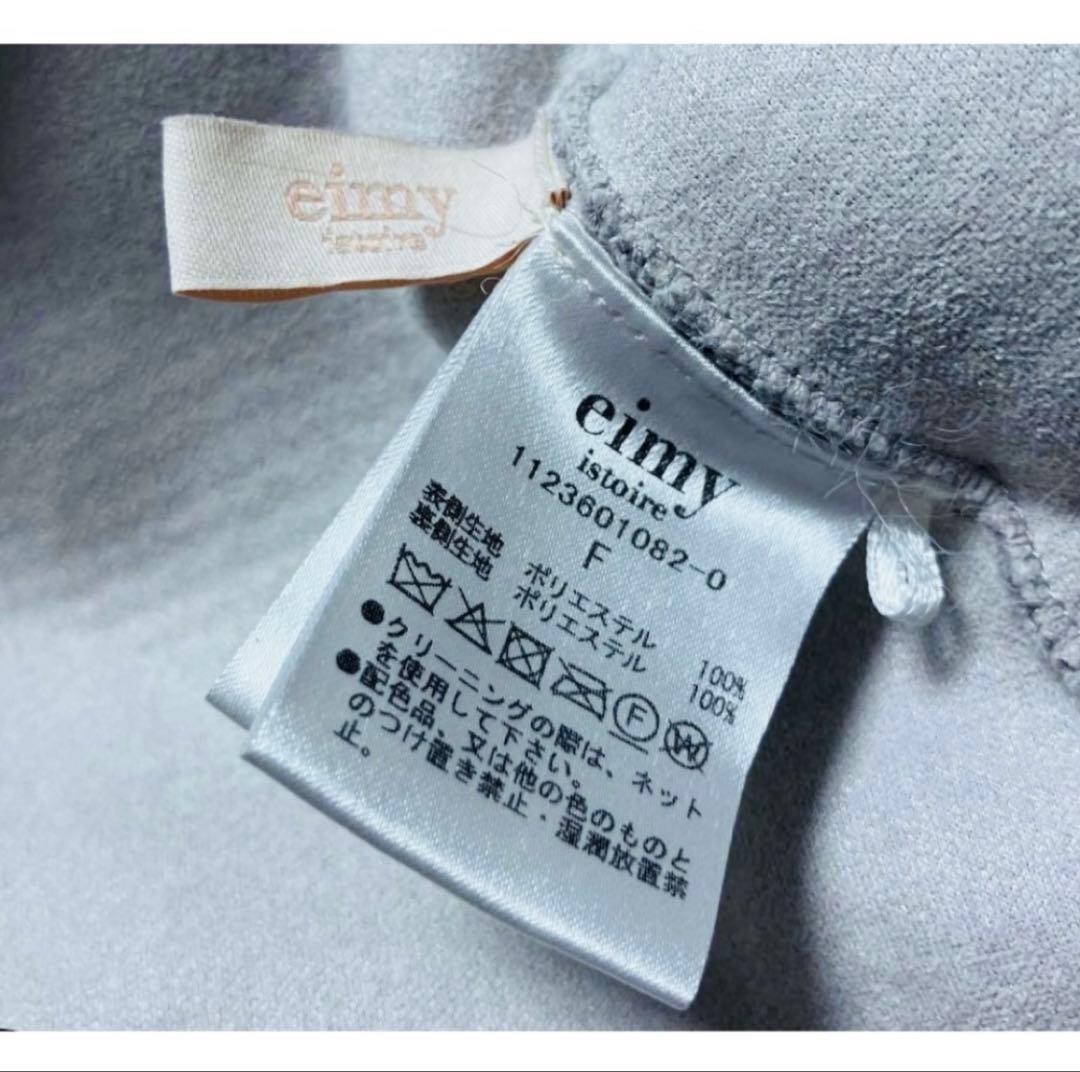 eimy
istoire
eimy
istoire
1123601082-0
F
表側生地 ポリエステル 100%
裏側生地 ポリエステル 100%
F W
●クリーニングの際は、ネット
を使用して下さい。
●配色品、又は他の色のものと
のつけ置き禁止・湿潤放置禁
止。